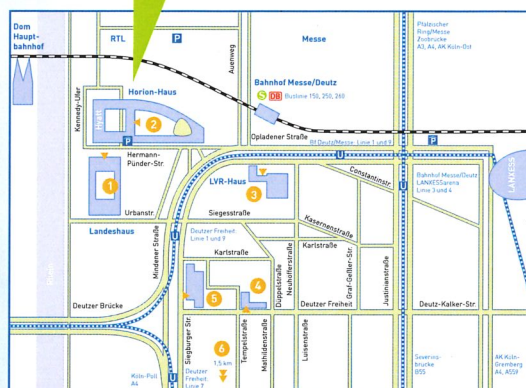 Dom
Haupt-
bahnhof
RTL
P
Auenweg
Messe
Pfälzischer
Ring/Messe
Zoobrücke
A3, A4, AK Köln-Ost
Kennedy-Ufer
Horion-Haus
Hyatt
2
P
Bahnhof Messe/Deutz
S DB Buslinie 150, 250, 260
Opladener Straße
Bf Deutz/Messe: Linie 1 und 9
P
U
Hermann-
Pünder-Str.
1
LVR-Haus
3
Constantinstr.
U
Bahnhof Messe/Deutz
LANXESSarena
Linie 3 und 4
LANXESS
Urbanstr.
Siegesstraße
Kasernenstraße
Rhein
Landeshaus
Mindener Straße
U
Deutzer Freiheit
Linie 1 und 9
Karlstraße
Karlstraße
Düppelstraße
Neuhöfferstraße
Graf-Geßler-Str.
Justinianstraße
Deutzer Brücke
5
4
Deutzer Freiheit
Deutz-Kalker-Str.
Siegburger Str.
6
1,5 km
Tempelstraße
Mathildenstraße
Luisenstraße
Köln-Poll
A4
U
Deutzer
Freiheit
Linie 7
Severins-
brücke
B55
AK Köln-
Gremberg
A4, A559